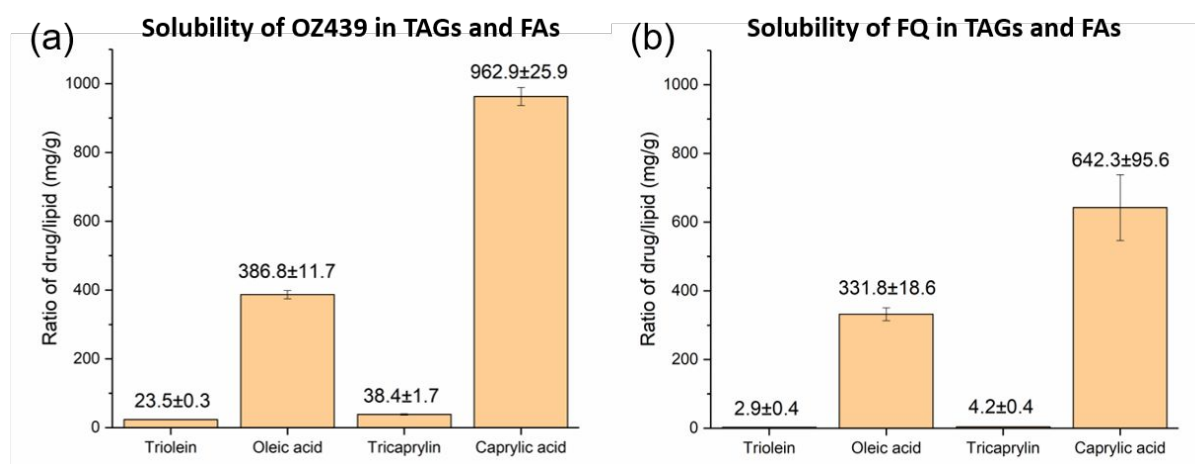 (a) Solubility of OZ439 in TAGs and FAs
Ratio of drug/lipid (mg/g)
1000
800
600
400
200
0
23.5±0.3
386.8±11.7
38.4±1.7
962.9±25.9
Triolein
Oleic acid
Tricaprylin
Caprylic acid
(b) Solubility of FQ in TAGs and FAs
Ratio of drug/lipid (mg/g)
1000
800
600
400
200
0
2.9±0.4
331.8±18.6
4.2±0.4
642.3±95.6
Triolein
Oleic acid
Tricaprylin
Caprylic acid